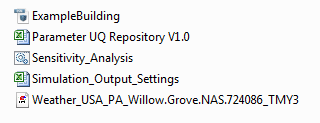 ExampleBuilding
Parameter UQ Repository V1.0
Sensitivity_Analysis
Simulation_Output_Settings
Weather_USA_PA_Willow.Grove.NAS.724086_TMY3